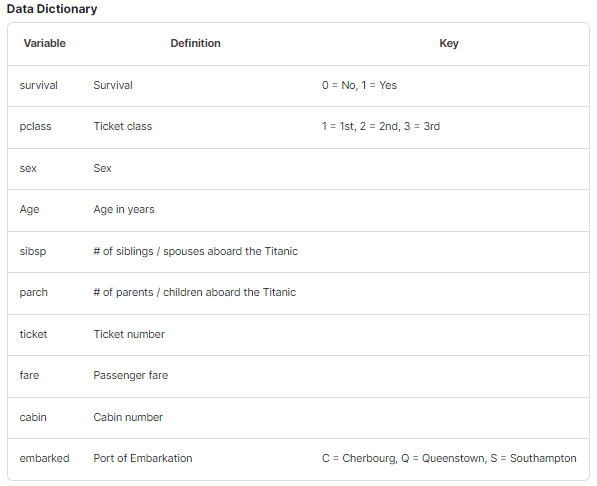 Data Dictionary
Variable Definition Key
survival Survival 0 = No, 1 = Yes
pclass Ticket class 1 = 1st, 2 = 2nd, 3 = 3rd
sex Sex
Age Age in years
sibsp # of siblings / spouses aboard the Titanic
parch # of parents / children aboard the Titanic
ticket Ticket number
fare Passenger fare
cabin Cabin number
embarked Port of Embarkation C = Cherbourg, Q = Queenstown, S = Southampton